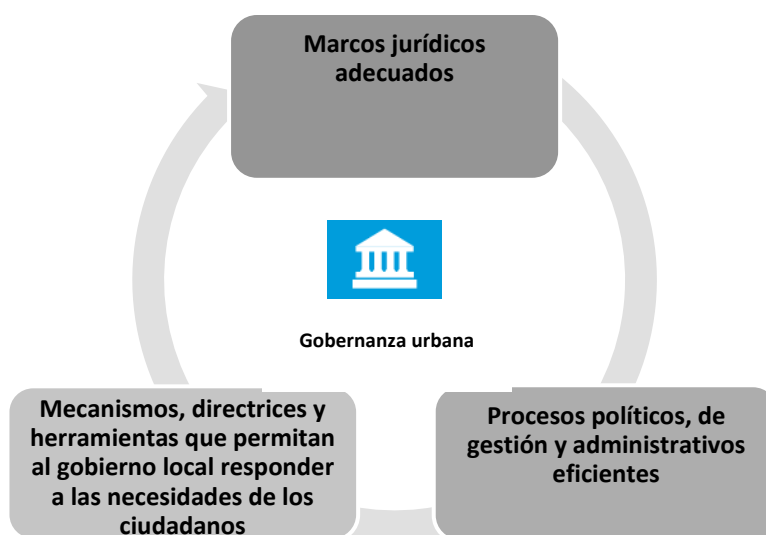 Marcos jurídicos
adecuados
Gobernanza urbana
Mecanismos, directrices y
herramientas que permitan
al gobierno local responder
a las necesidades de los
ciudadanos
Procesos políticos, de
gestión y administrativos
eficientes